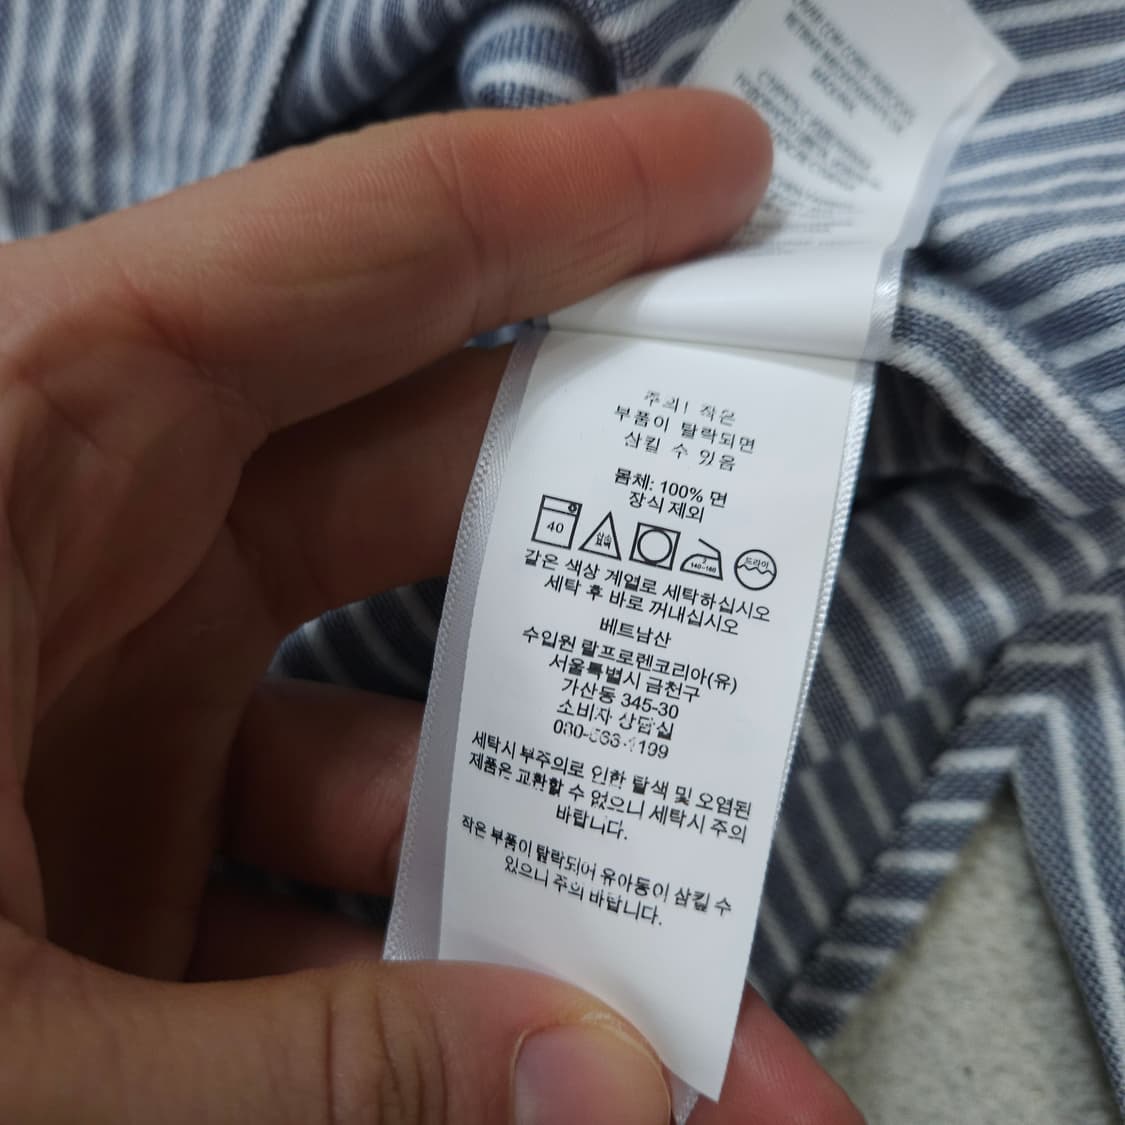 주의! 작은
부품이 탈락되면
삼킬 수 있음
몸체: 100% 면
장식 제외
40
산소
표백
140~160
드라이
같은 색상 계열로 세탁하십시오
세탁 후 바로 꺼내십시오
베트남산
수입원 랄프로렌코리아(유)
서울특별시 금천구
가산동 345-30
소비자 상담실
세탁시 부주의로 인한 탈색 및 오염된
제품은 교환할 수 없으니 세탁시 주의
바랍니다.
작은 부품이 탈락되어 유아동이 삼킬 수
있으니 주의 바랍니다.